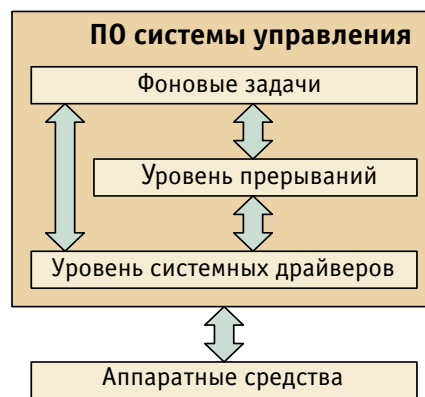 ПО системы управления
Фоновые задачи
Уровень прерываний
Уровень системных драйверов
Аппаратные средства